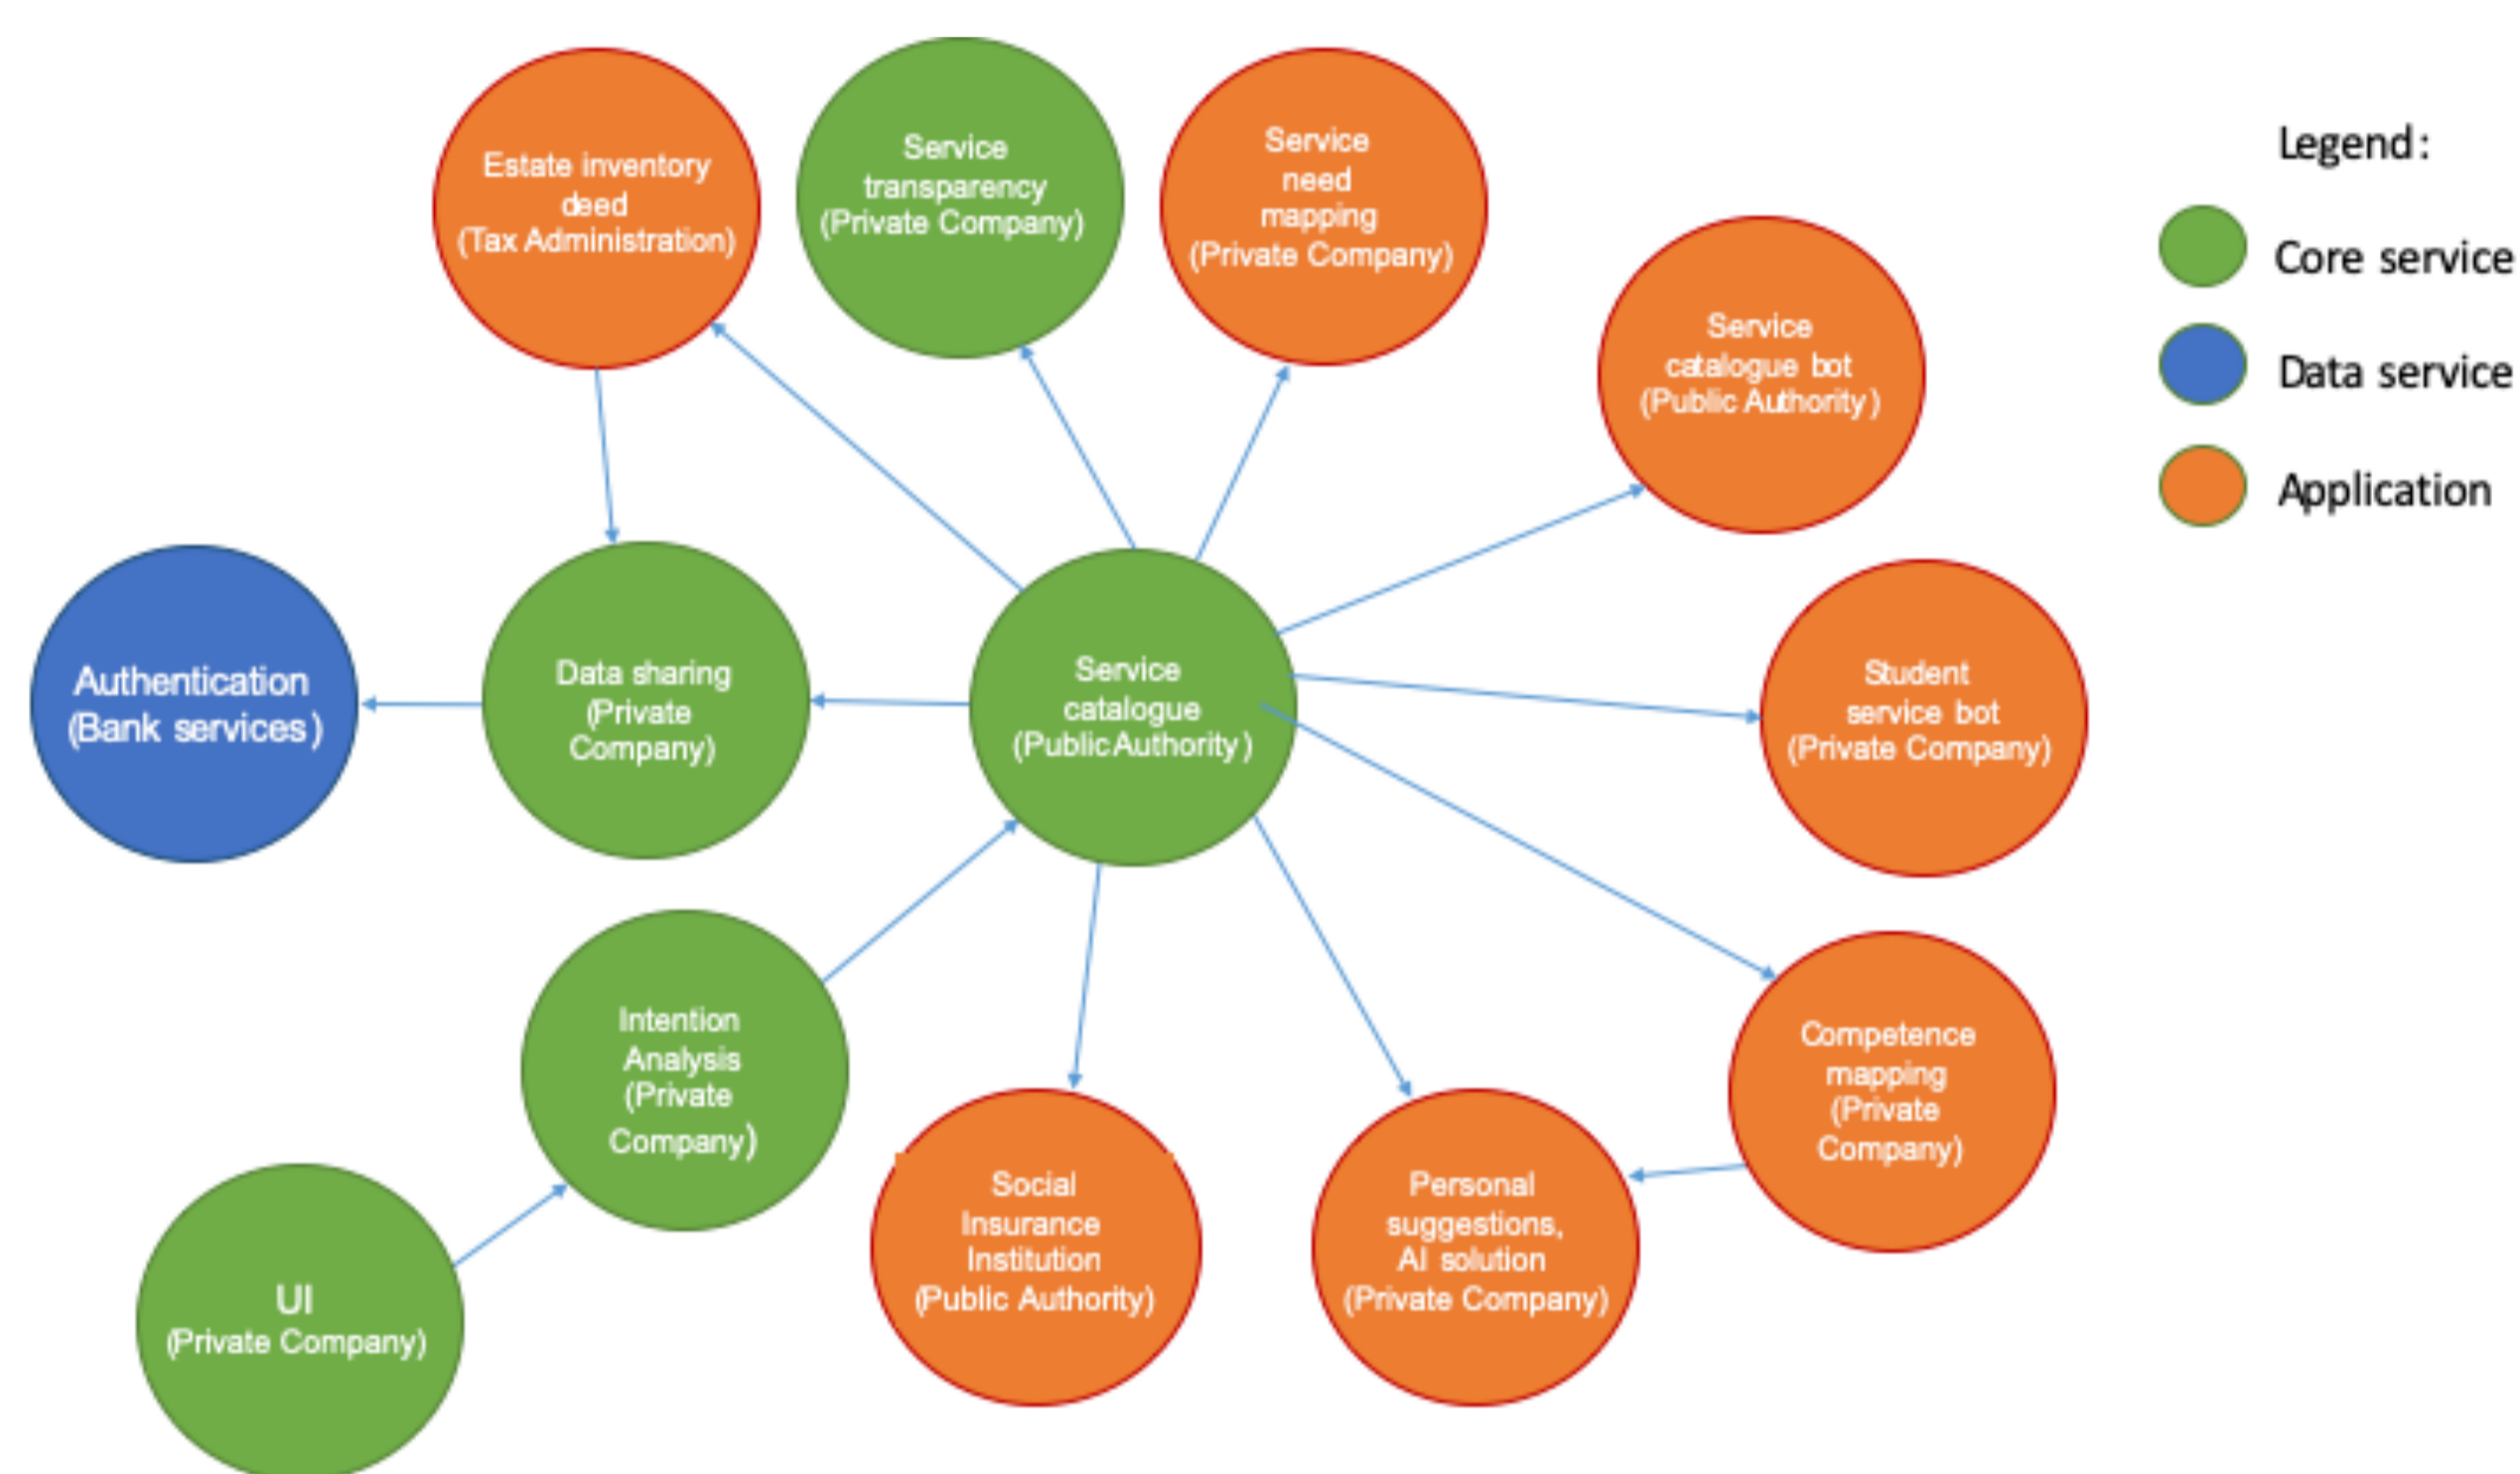 Estate inventory
deed
(Tax Administration)
Service
transparency
(Private Company)
Service
need
mapping
(Private Company)
Service
catalogue bot
(Public Authority)
Legend:
Core service
Data service
Application
Authentication
(Bank services)
Data sharing
(Private
Company)
Service
catalogue
(Public Authority)
Student
service bot
(Private Company)
Intention
Analysis
(Private
Company)
Competence
mapping
(Private
Company)
UI
(Private Company)
Social
Insurance
Institution
(Public Authority)
Personal
suggestions,
AI solution
(Private Company)